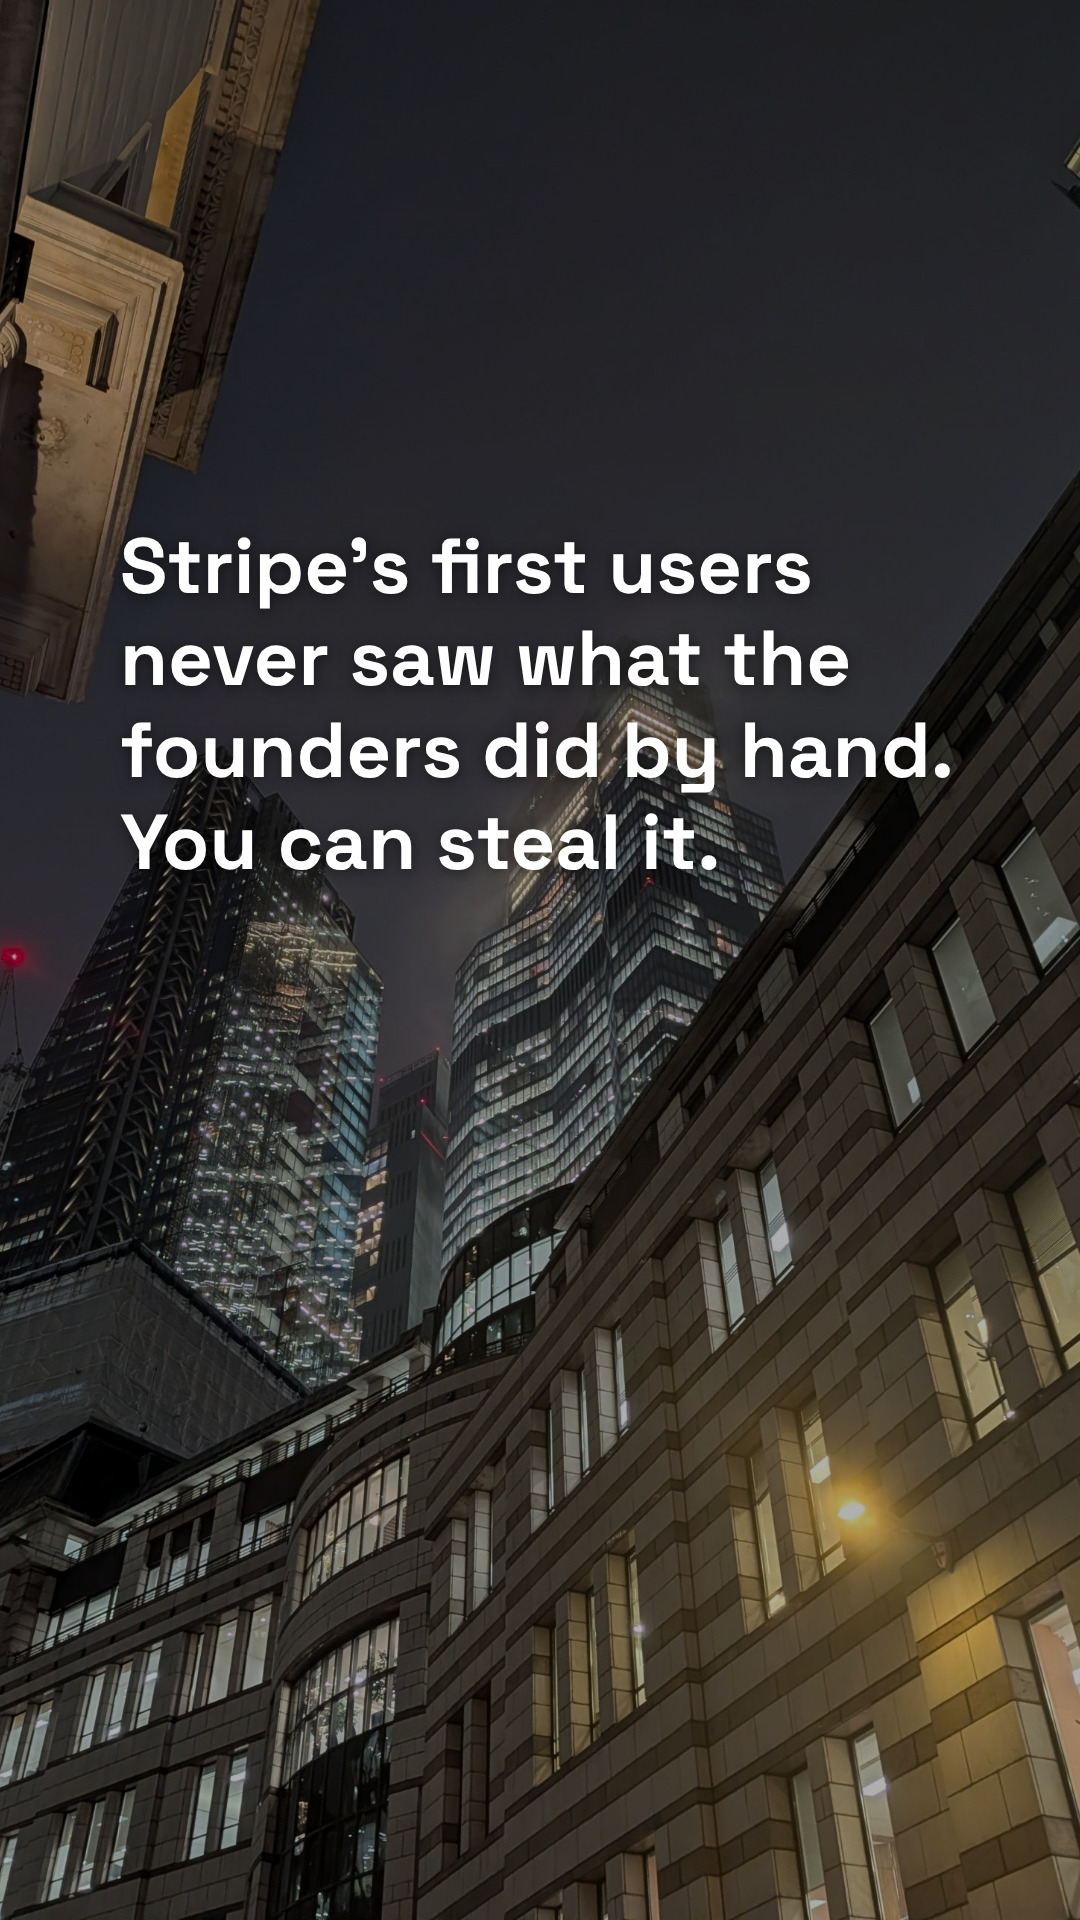 Stripe’s first users
never saw what the
founders did by hand.
You can steal it.